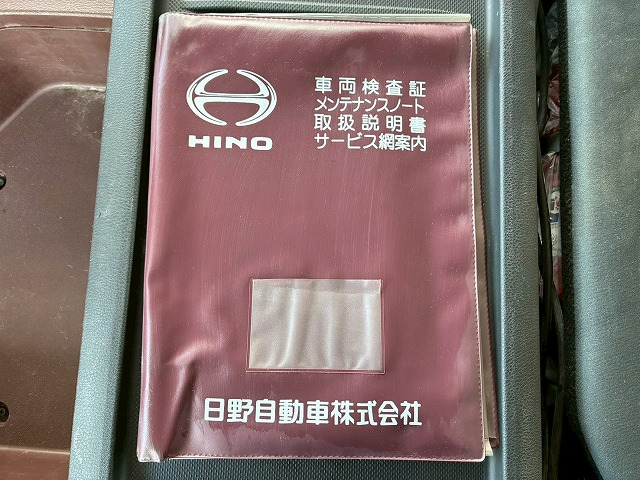 HINO
車両検査証
メンテナンスノート
取扱説明書
サービス網案内
日野自動車株式会社